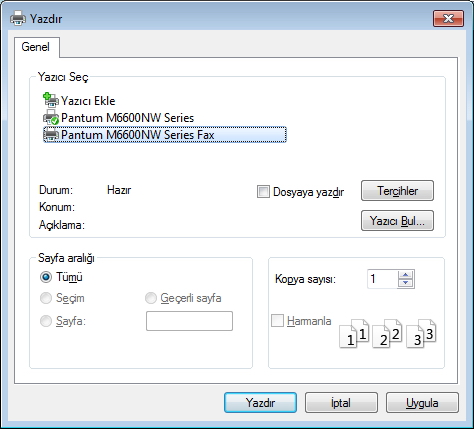 Yazdır
Genel
Yazıcı Seç
Yazıcı Ekle
Pantum M6600NW Series
Pantum M6600NW Series Fax
Durum: Hazır
Konum:
Açıklama:
Dosyaya yazdır
Tercihler
Yazıcı Bul...
Sayfa aralığı
Tümü
Seçim
Geçerli sayfa
Sayfa:
Kopya sayısı: 1
Harmanla
1 1 2 2 3 3
Yazdır
İptal
Uygula